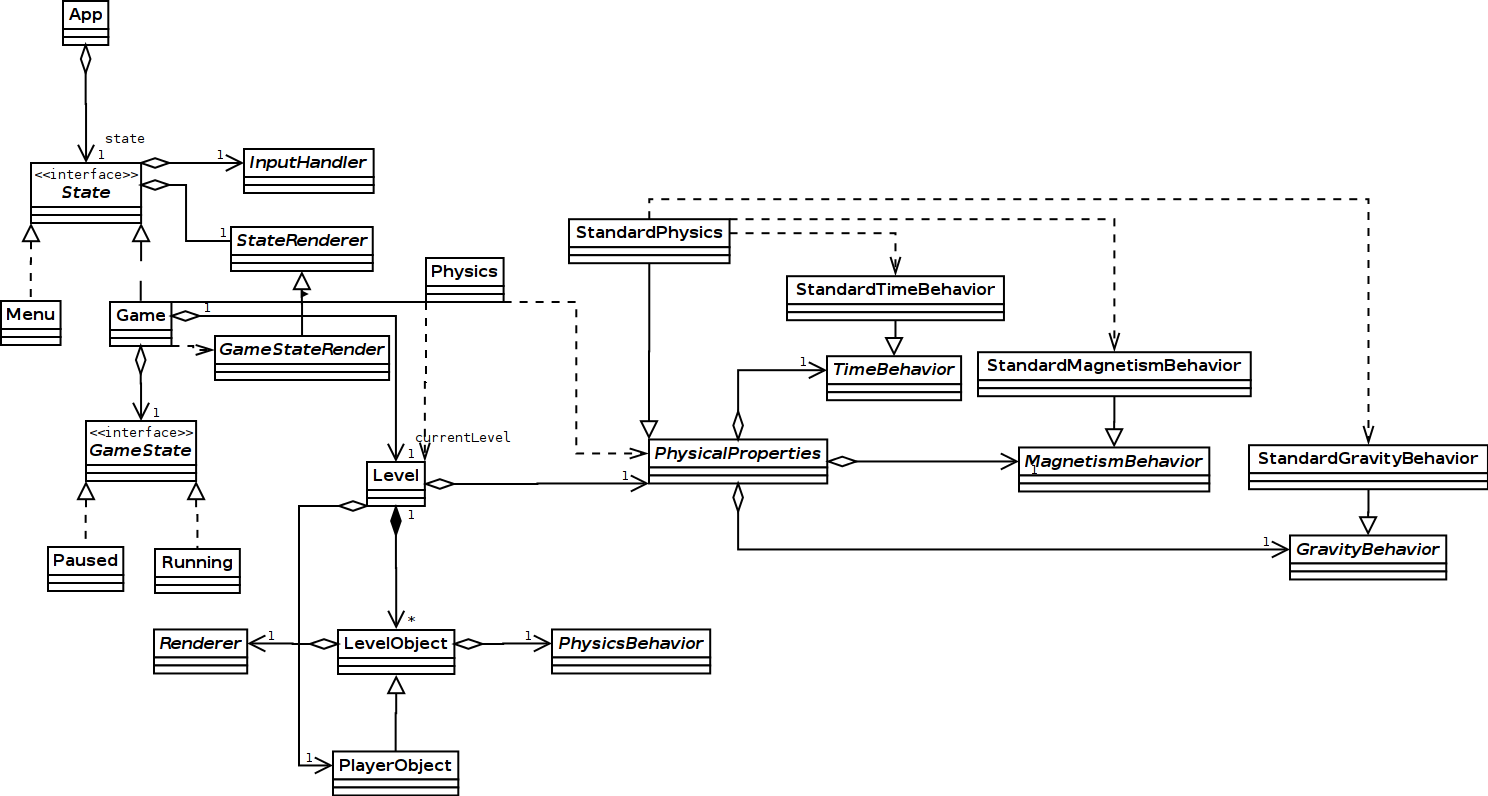 App
state
1
<<interface>>
State
1
InputHandler
1
StateRenderer
StandardPhysics
Physics
StandardTimeBehavior
Menu
Game
1
GameStateRender
StandardMagnetismBehavior
1
TimeBehavior
1
<<interface>>
GameState
currentLevel
1
PhysicalProperties
MagnetismBehavior
1
StandardGravityBehavior
Level
1
1
Paused
Running
1
GravityBehavior
*
1
Renderer
LevelObject
1
PhysicsBehavior
1
PlayerObject